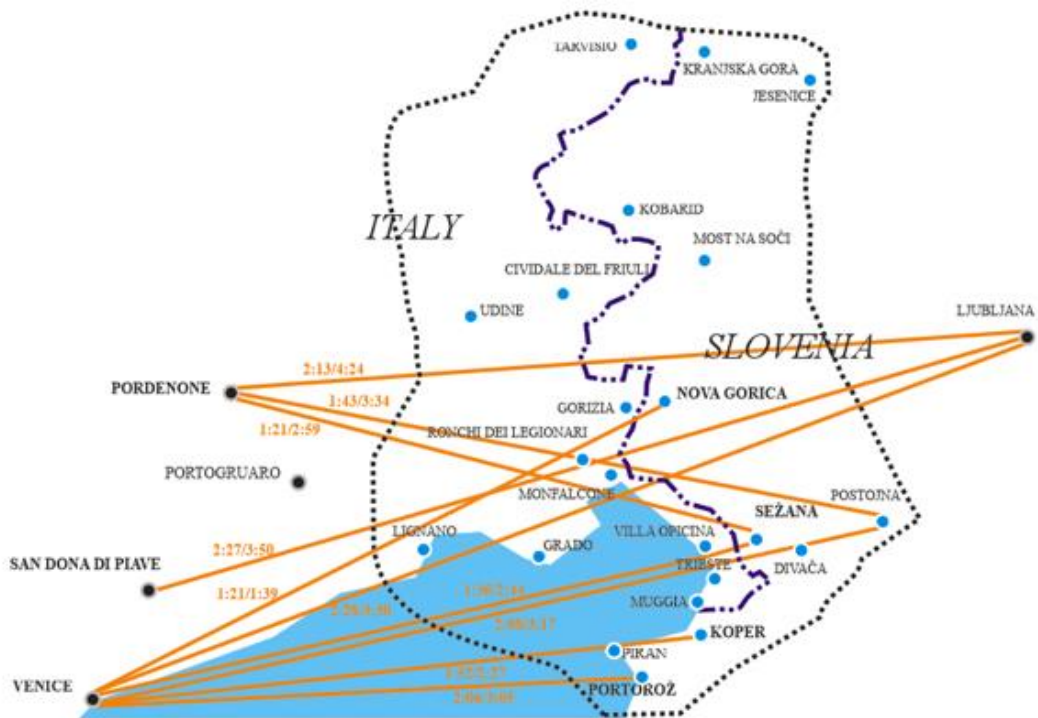 TARVISIO
KRANJSKA GORA
JESENICE
ITALY
KOBARID
MOST NA SOČI
CIVIDALE DEL FRIULI
UDINE
LJUBLJANA
SLOVENIA
2:13/4:24
PORDENONE
1:43/3:34
NOVA GORICA
GORIZIA
1:21/2:59
RONCHI DEI LEGIONARI
PORTOGRUARO
MONFALCONE
POSTOJNA
SEŽANA
LIGNANO
VILLA OPICINA
2:27/3:50
GRADO
SAN DONA DI PIAVE
TRIESTE
DIVAČA
1:21/1:39
MUGGIA
KOPER
PIRAN
VENICE
PORTOROŽ